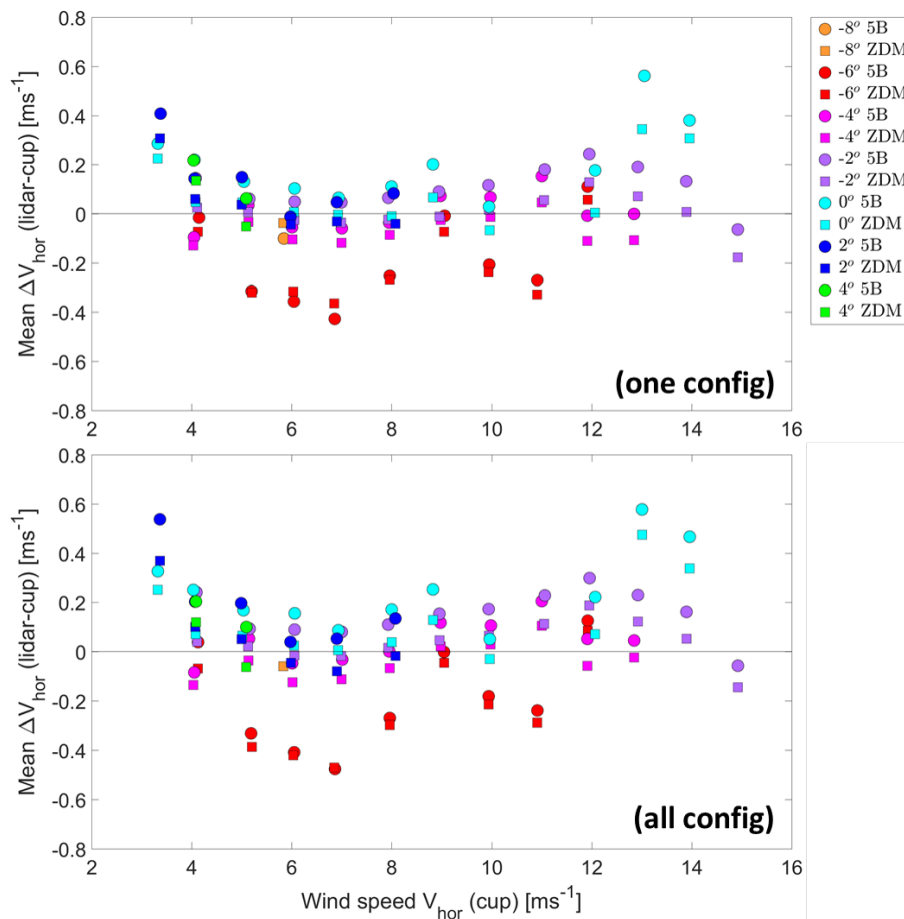 0.8
0.6
0.4
0.2
0
-0.2
-0.4
-0.6
-0.8
Mean ΔV_hor (lidar-cup) [ms⁻¹]
(one config)
2 4 6 8 10 12 14 16
-8° 5B
-8° ZDM
-6° 5B
-6° ZDM
-4° 5B
-4° ZDM
-2° 5B
-2° ZDM
0° 5B
0° ZDM
2° 5B
2° ZDM
4° 5B
4° ZDM
0.8
0.6
0.4
0.2
0
-0.2
-0.4
-0.6
-0.8
Mean ΔV_hor (lidar-cup) [ms⁻¹]
(all config)
2 4 6 8 10 12 14 16
Wind speed V_hor (cup) [ms⁻¹]